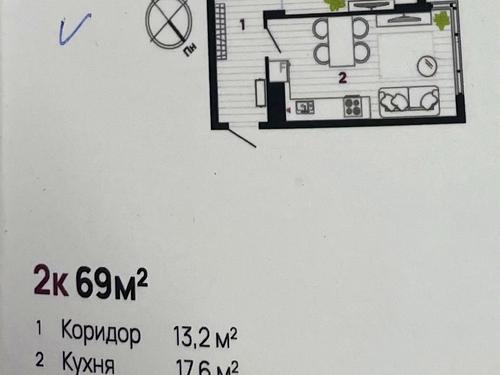 1
Пн
F
2
2к 69м²
1 Коридор 13,2 м²
2 Кухня 17,6 м²